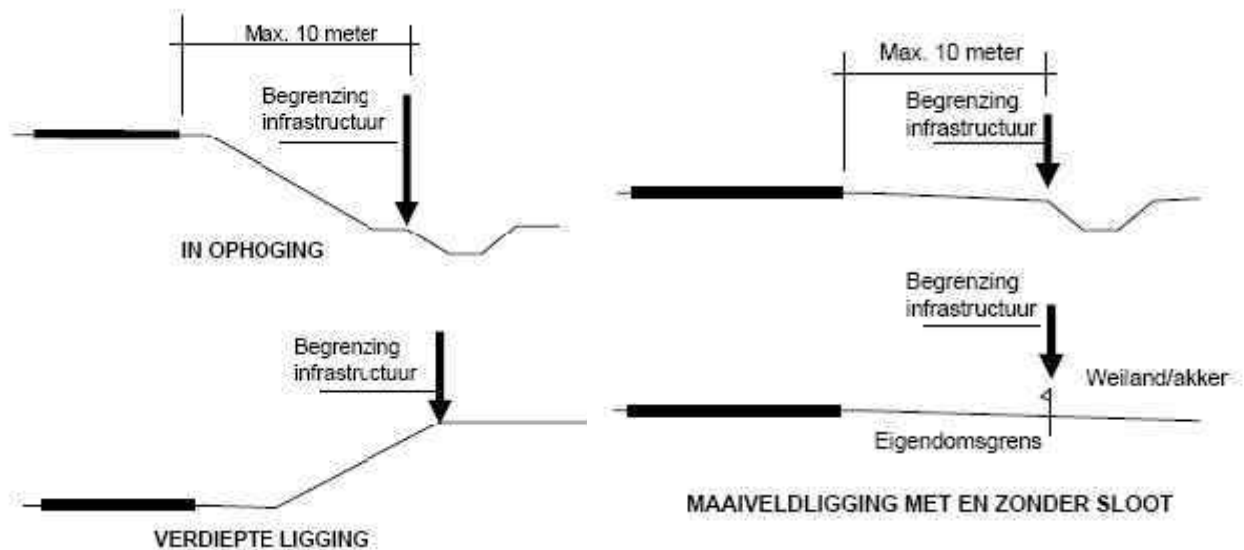 Max. 10 meter
Begrenzing
infrastructuur
IN OPHOGING
Begrenzing
infrastructuur
VERDIEPTE LIGGING
Max. 10 meter
Begrenzing
infrastructuur
Begrenzing
infrastructuur
Weiland/akker
Eigendomsgrens
MAAIVELDLIGGING MET EN ZONDER SLOOT